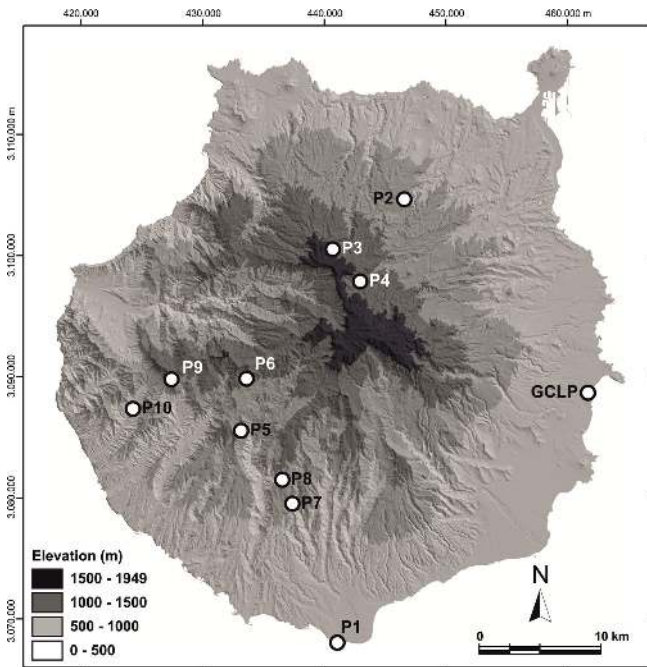 420.000 430.000 440.000 450.000 460.000 m
3.110.000 m
3.100.000
3.090.000
3.080.000
3.070.000
P2
P3
P4
P9
P6
GCLP
P10
P5
P8
P7
P1
Elevation (m)
1500 - 1949
1000 - 1500
500 - 1000
0 - 500
N
0 10 km